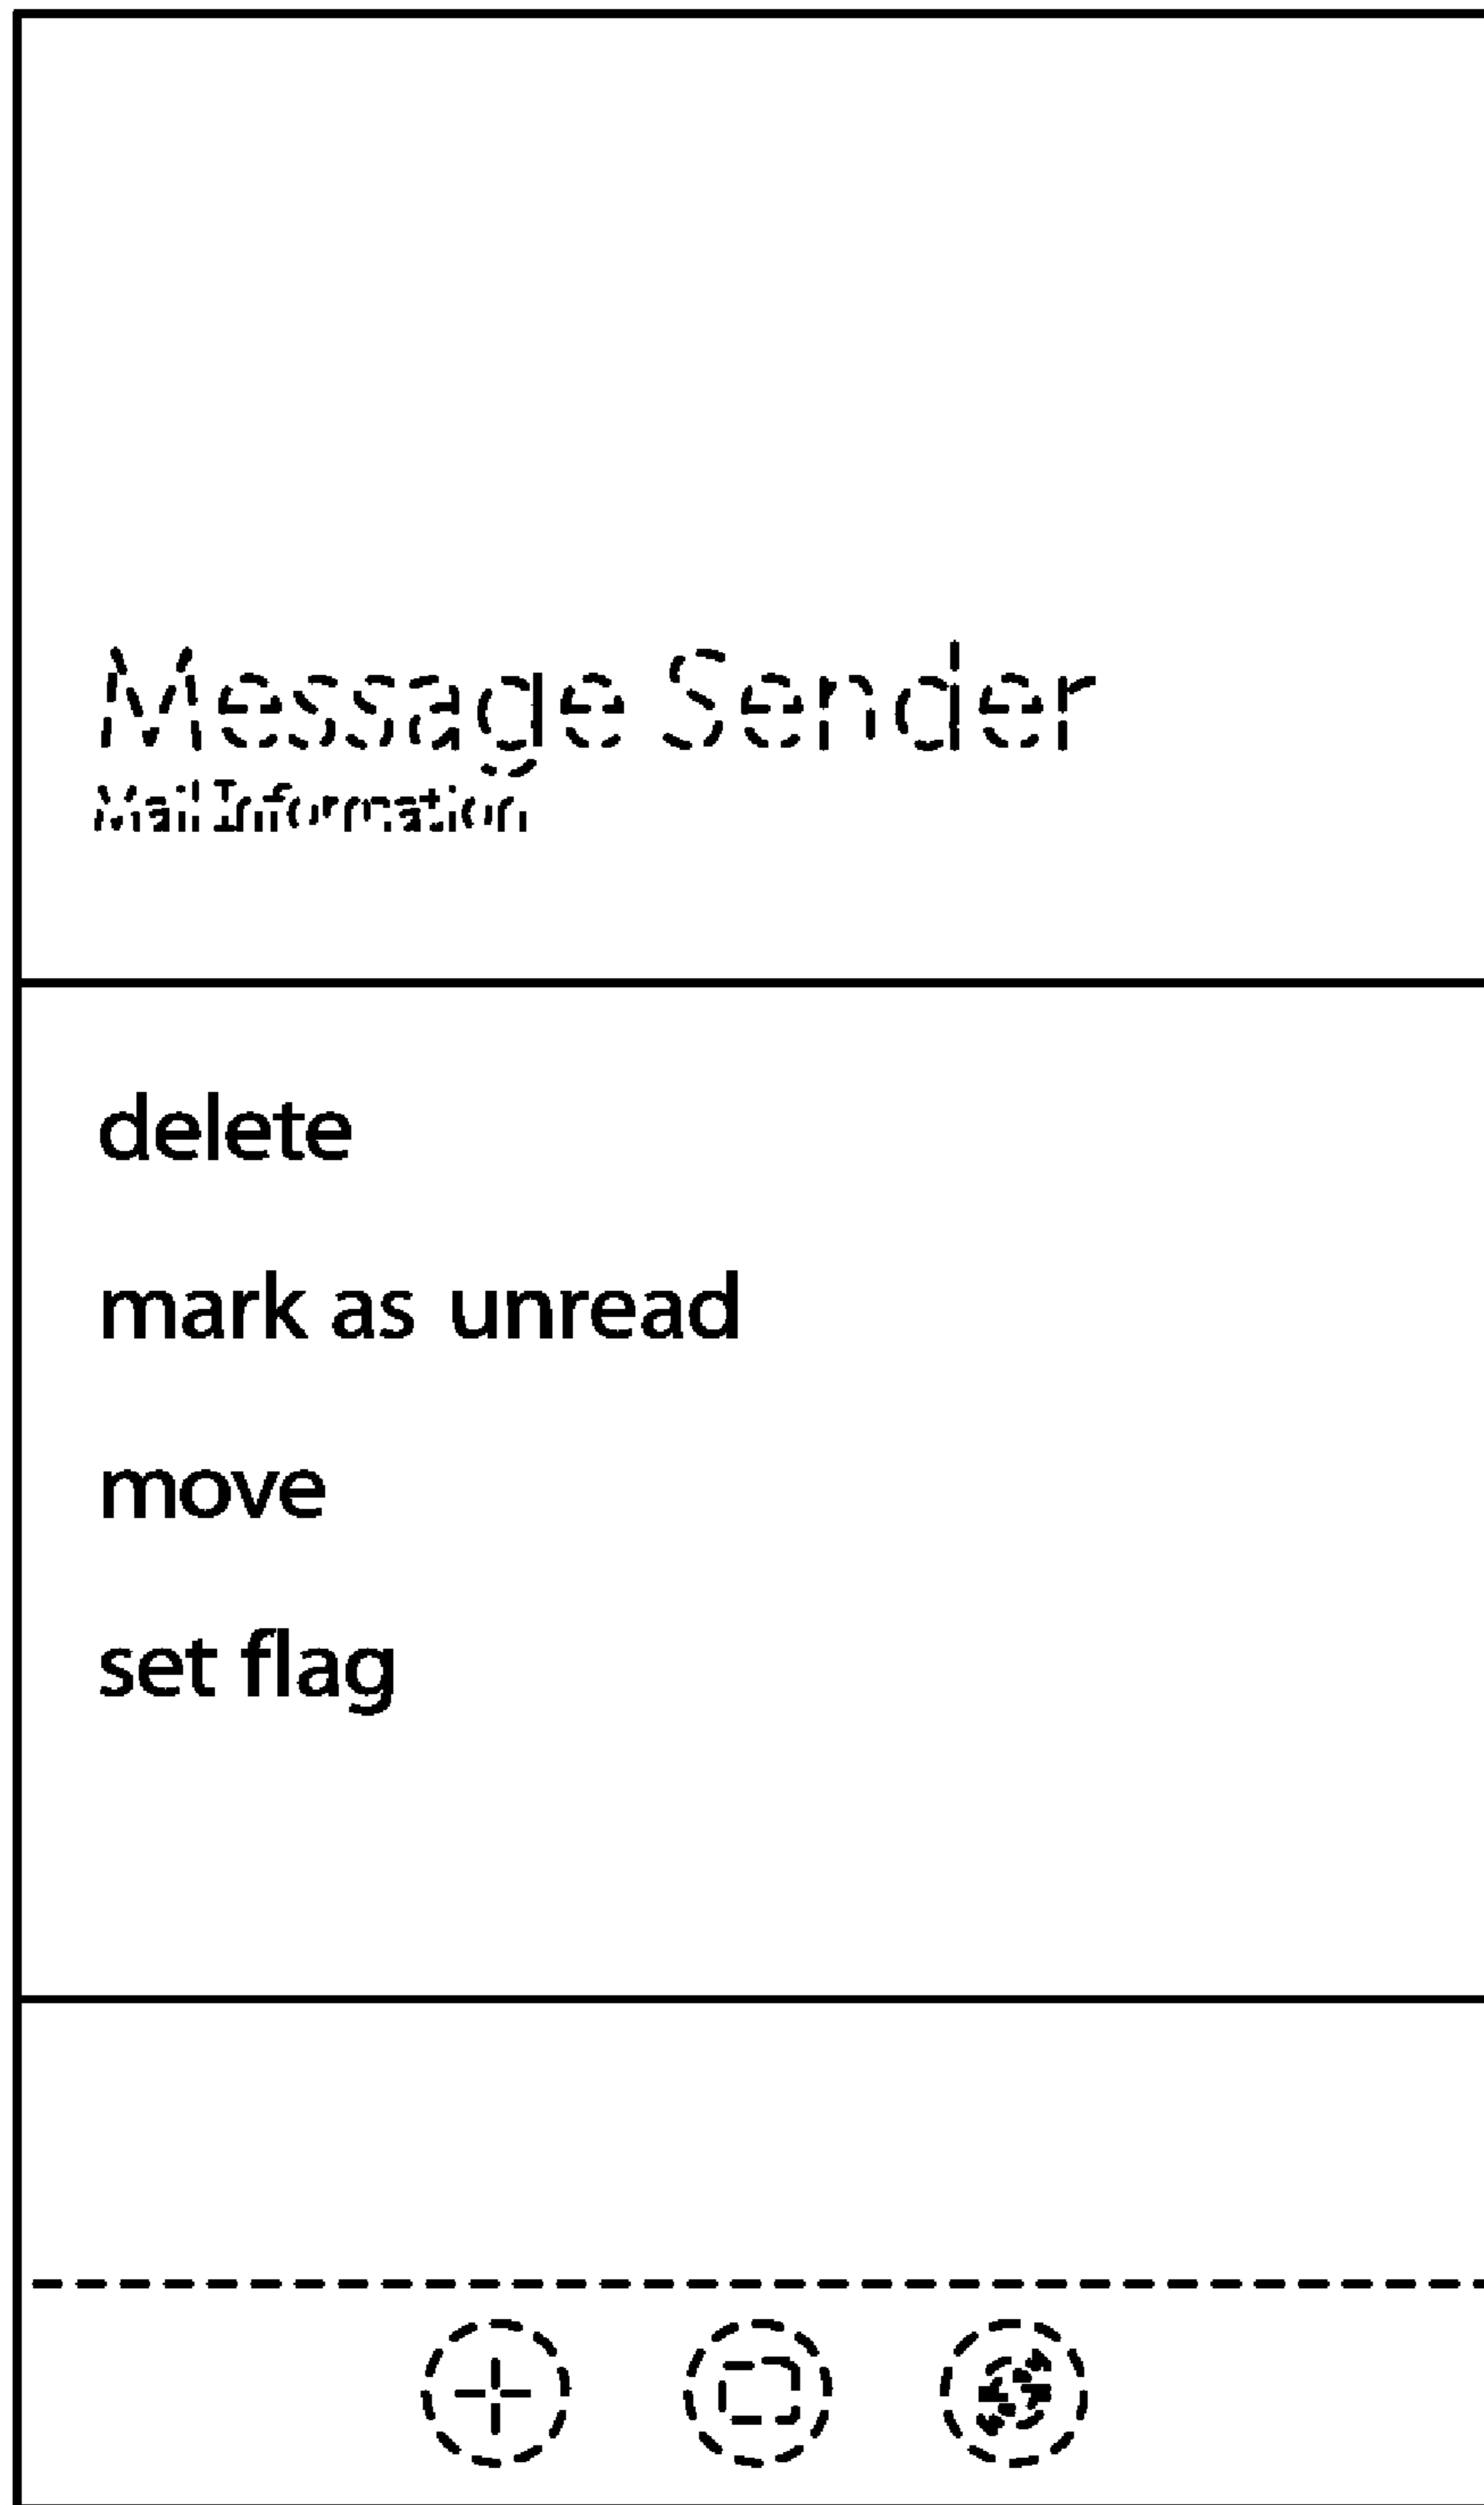 Message Sender
Mail Information
delete
mark as unread
move
set flag